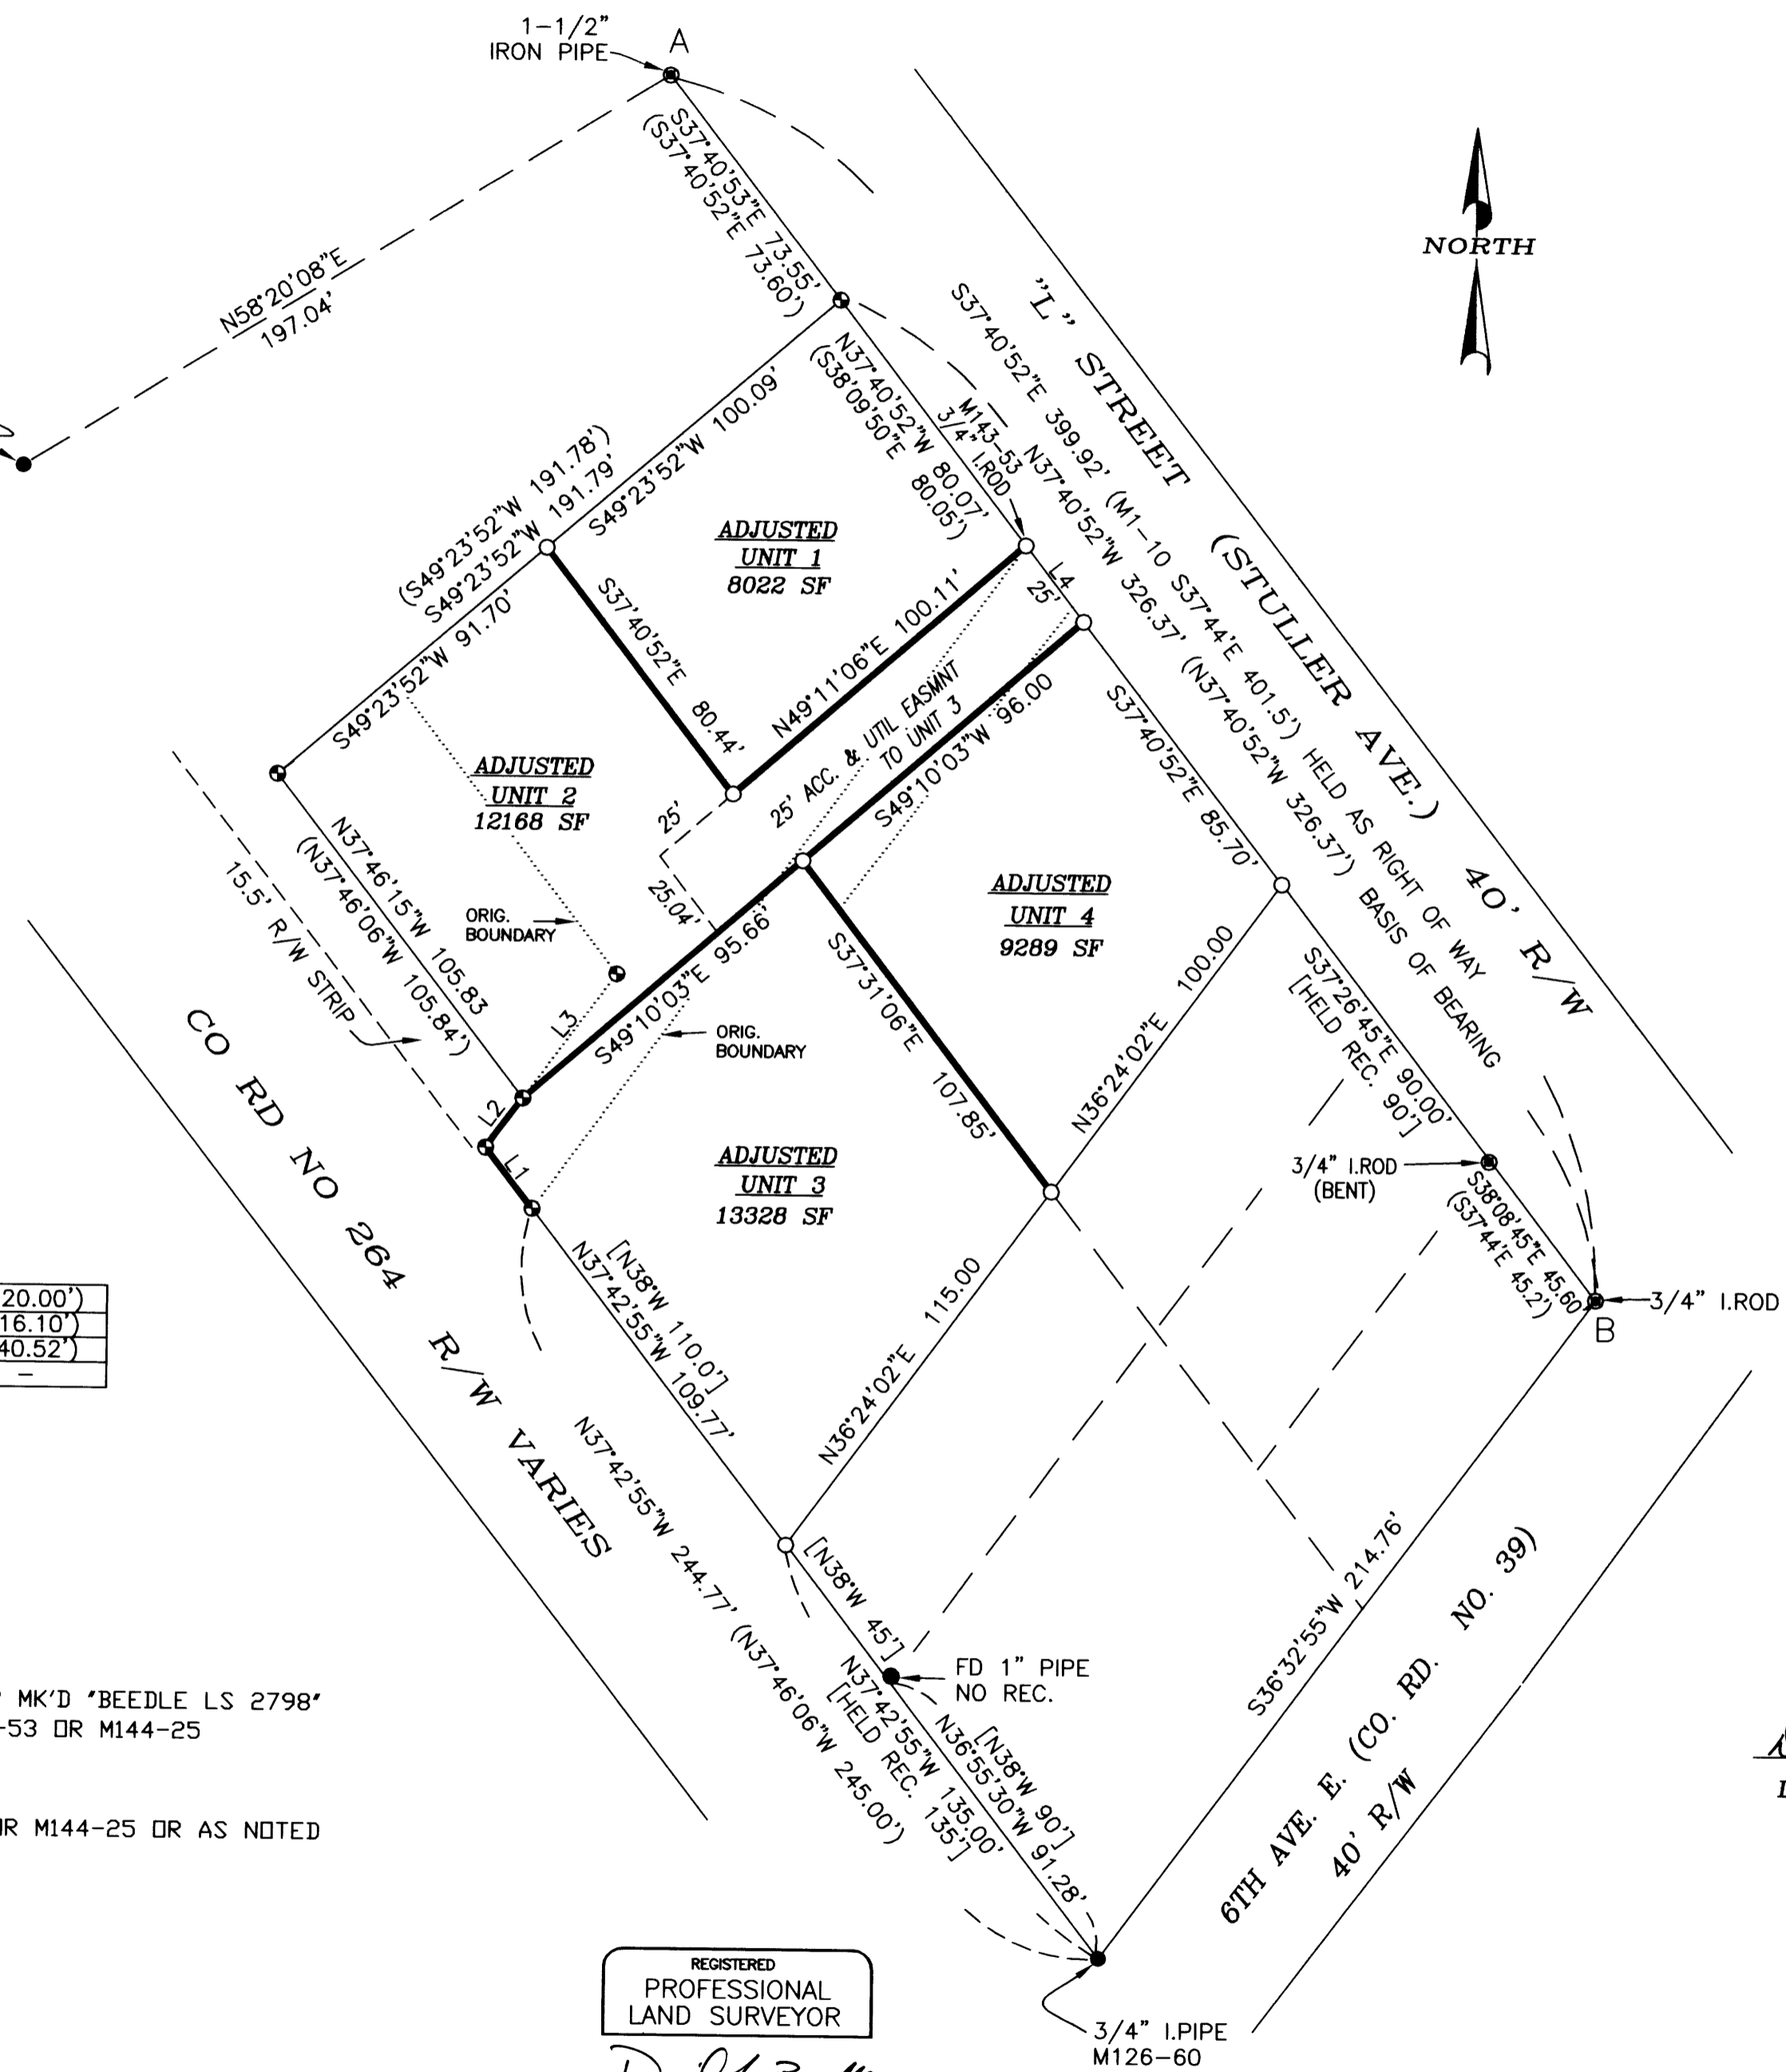 1-1/2"
IRON PIPE
A
N58°20'08"E
197.04'
S37°40'53"E 73.55'
(S37°40'52"E 73.60')
NORTH
"L" STREET (STULLER AVE.) 40' R/W
S37°40'52"E 399.92' (M1-10 S37°44'E 401.5') HELD AS RIGHT OF WAY
N37°40'52"W 326.37' (N37°40'52"W 326.37') BASIS OF BEARING
N37°40'52"W 80.07'
(S38°09'50"E 80.05')
M143-53
3/4" I.ROD
(S49°23'52"W 191.78')
S49°23'52"W 191.79'
S49°23'52"W 100.09'
S49°23'52"W 91.70'
ADJUSTED
UNIT 1
8022 SF
S37°40'52"E 80.44'
N49°11'06"E 100.11'
L4
25'
25' ACC. & UTIL EASMNT
TO UNIT 3
S49°10'03"W 96.00
S37°40'52"E 85.70'
ADJUSTED
UNIT 2
12168 SF
25'
25.04'
N37°46'15"W 105.83
(N37°46'06"W 105.84')
15.5' R/W STRIP
ORIG.
BOUNDARY
ADJUSTED
UNIT 4
9289 SF
L3
S49°10'03"E 95.66'
ORIG.
BOUNDARY
S37°31'06"E 107.85'
N36°24'02"E 100.00
S37°26'45"E 90.00'
[HELD REC. 90']
L2
L1
CO RD NO 264 R/W VARIES
ADJUSTED
UNIT 3
13328 SF
3/4" I.ROD
(BENT)
S38°08'45"E 45.60'
(S37°44'E 45.2')
3/4" I.ROD
B
[N38°W 110.0']
N37°42'55"W 109.77'
N36°24'02"E 115.00
20.00')
16.10')
40.52')
–
N37°42'55"W 244.77' (N37°46'06"W 245.00')
[N38°W 45']
FD 1" PIPE
NO REC.
N37°42'55"W 135.00'
[HELD REC. 135']
[N38°W 90']
N36°55'30"W 91.28'
S36°32'55"W 214.76'
6TH AVE. E. (CO. RD. NO. 39)
40' R/W
MK'D "BEEDLE LS 2798"
-53 OR M144-25
OR M144-25 OR AS NOTED
REGISTERED
PROFESSIONAL
LAND SURVEYOR
3/4" I.PIPE
M126-60